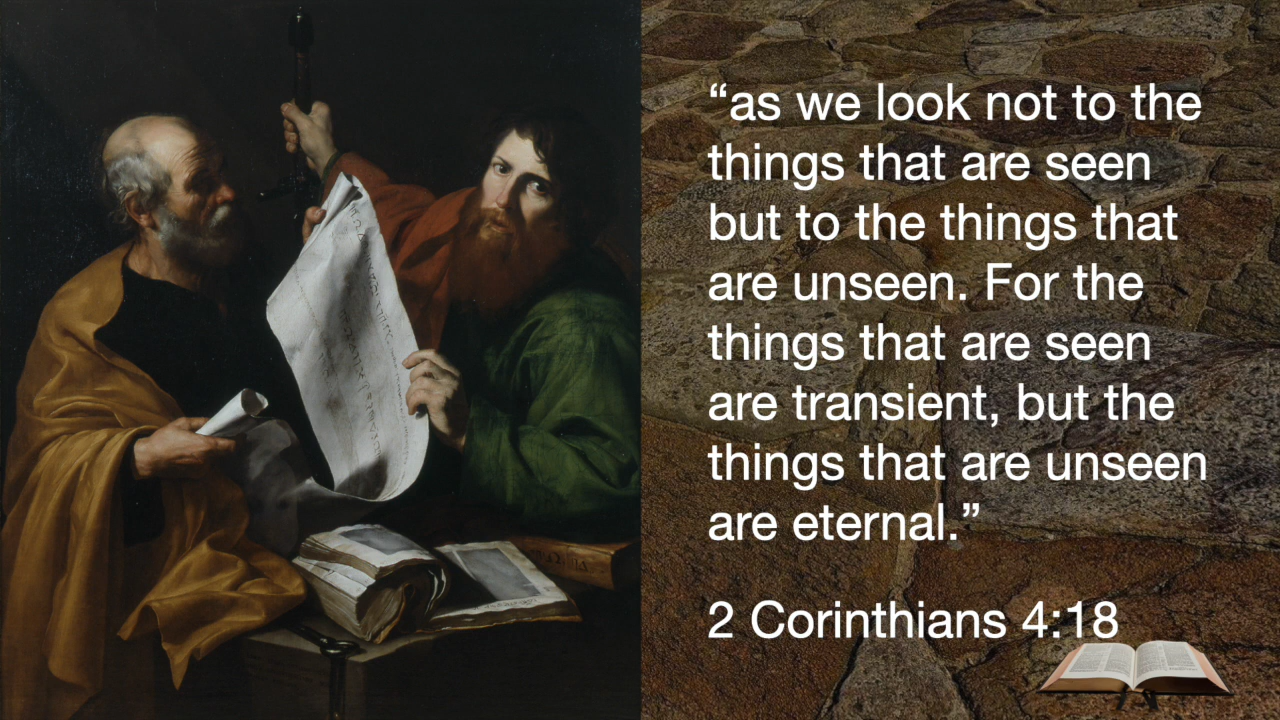 “as we look not to the
things that are seen
but to the things that
are unseen. For the
things that are seen
are transient, but the
things that are unseen
are eternal.”
2 Corinthians 4:18